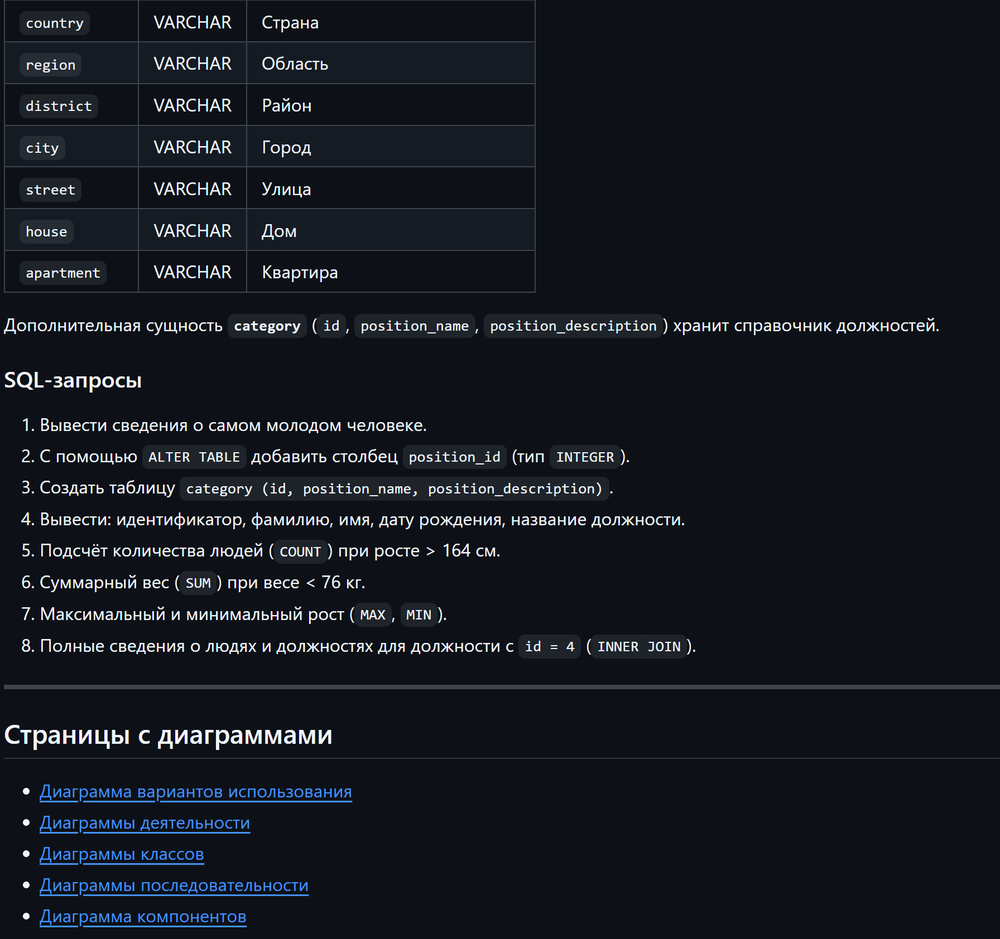 country VARCHAR Страна
region VARCHAR Область
district VARCHAR Район
city VARCHAR Город
street VARCHAR Улица
house VARCHAR Дом
apartment VARCHAR Квартира
Дополнительная сущность category (id, position_name, position_description) хранит справочник должностей.
SQL-запросы
1. Вывести сведения о самом молодом человеке.
2. С помощью ALTER TABLE добавить столбец position_id (тип INTEGER).
3. Создать таблицу category (id, position_name, position_description).
4. Вывести: идентификатор, фамилию, имя, дату рождения, название должности.
5. Подсчёт количества людей (COUNT) при росте > 164 см.
6. Суммарный вес (SUM) при весе < 76 кг.
7. Максимальный и минимальный рост (MAX, MIN).
8. Полные сведения о людях и должностях для должности с id = 4 (INNER JOIN).
Страницы с диаграммами
• Диаграмма вариантов использования
• Диаграммы деятельности
• Диаграммы классов
• Диаграммы последовательности
• Диаграмма компонентов